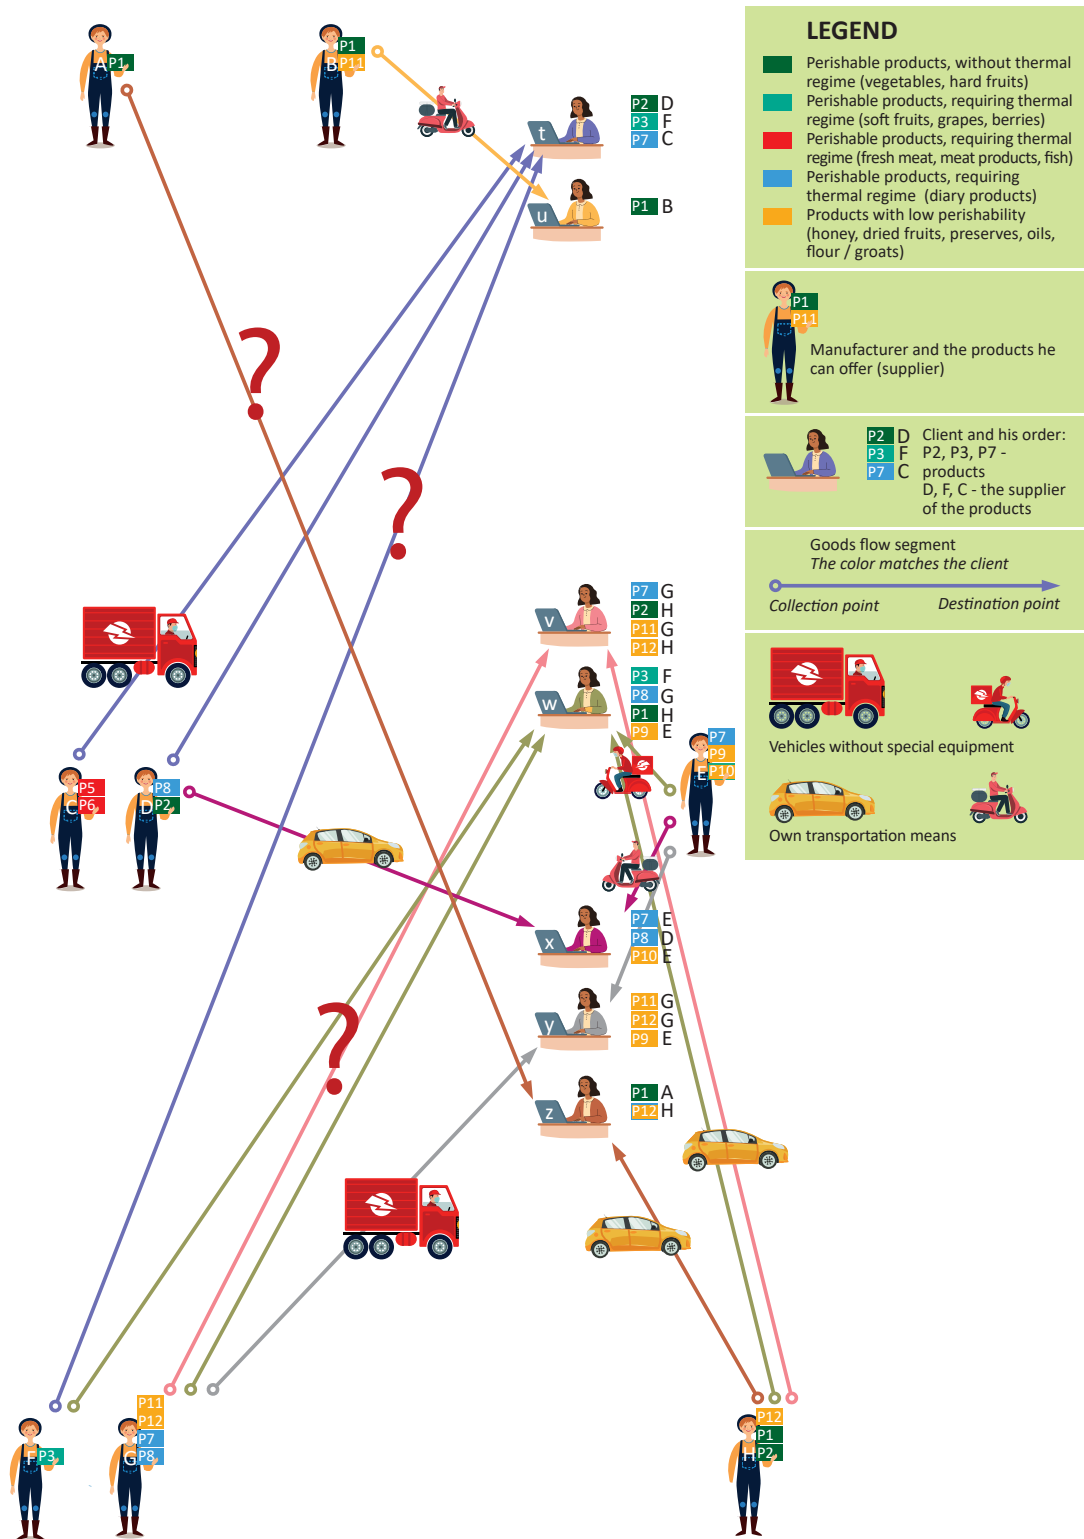 A P1
B P1
P11
t
P2 D
P3 F
P7 C
u
P1 B
?
?
v
P7 G
P2 H
P11 G
P12 H
w
P3 F
P8 G
P1 H
P9 E
E P7
P9
P10
C P5
P6
D P8
P2
x
P7 E
P8 D
P10 E
?
y
P11 G
P12 G
P9 E
z
P1 A
P12 H
F P3
G P11
P12
P7
P8
H P12
P1
P2
LEGEND
Perishable products, without thermal
regime (vegetables, hard fruits)
Perishable products, requiring thermal
regime (soft fruits, grapes, berries)
Perishable products, requiring thermal
regime (fresh meat, meat products, fish)
Perishable products, requiring
thermal regime (diary products)
Products with low perishability
(honey, dried fruits, preserves, oils,
flour / groats)
P1
P11
Manufacturer and the products he
can offer (supplier)
P2 D
P3 F
P7 C
Client and his order:
P2, P3, P7 -
products
D, F, C - the supplier
of the products
Goods flow segment
The color matches the client
Collection point Destination point
Vehicles without special equipment
Own transportation means